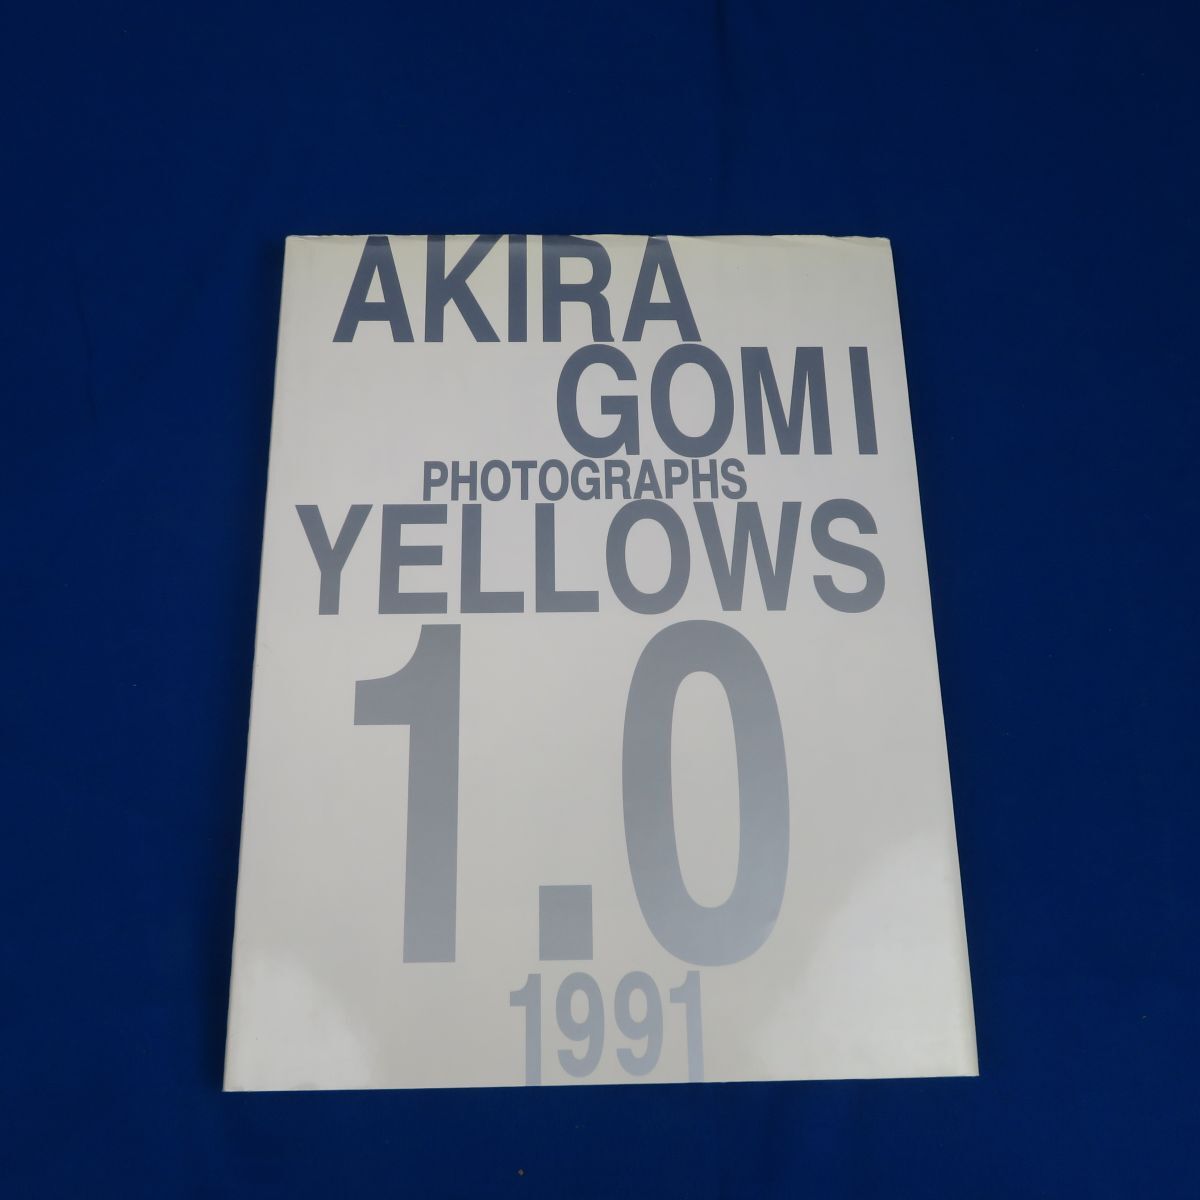 AKIRA
GOMI
PHOTOGRAPHS
YELLOWS
1.0
1991